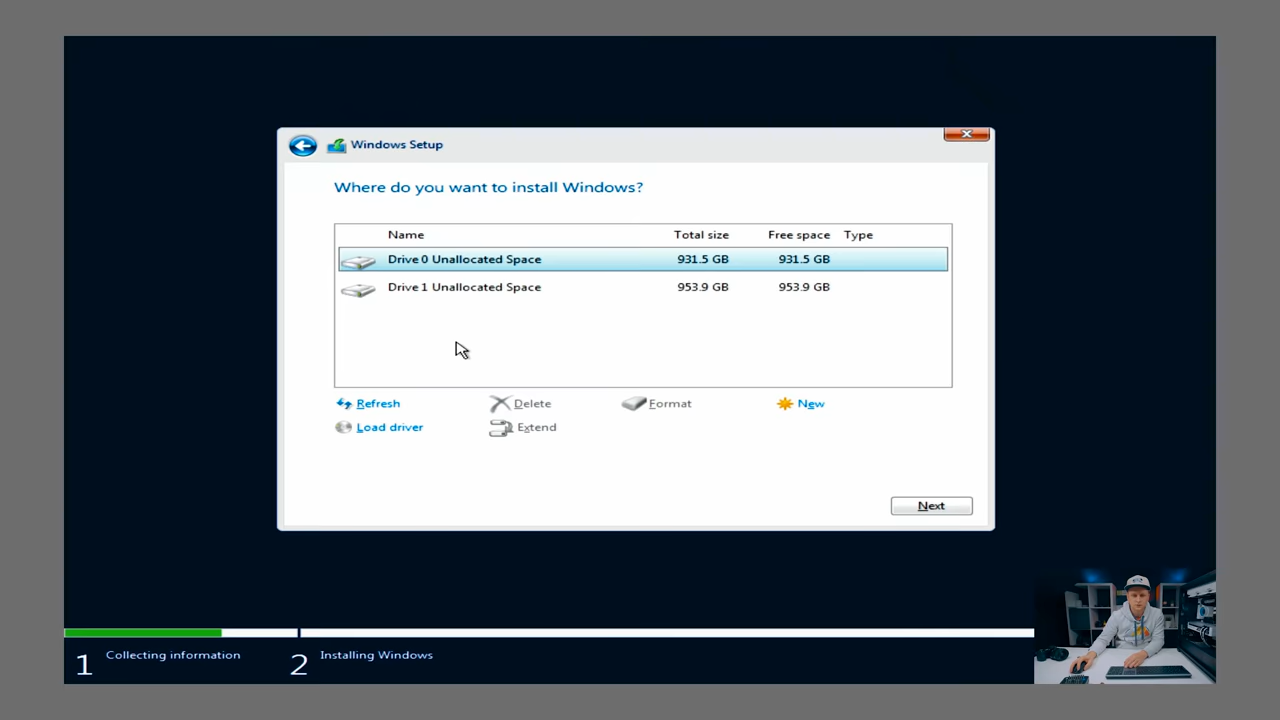 Windows Setup
Where do you want to install Windows?
Name Total size Free space Type
Drive 0 Unallocated Space 931.5 GB 931.5 GB
Drive 1 Unallocated Space 953.9 GB 953.9 GB
Refresh Delete Format New
Load driver Extend
Next
1 Collecting information 2 Installing Windows